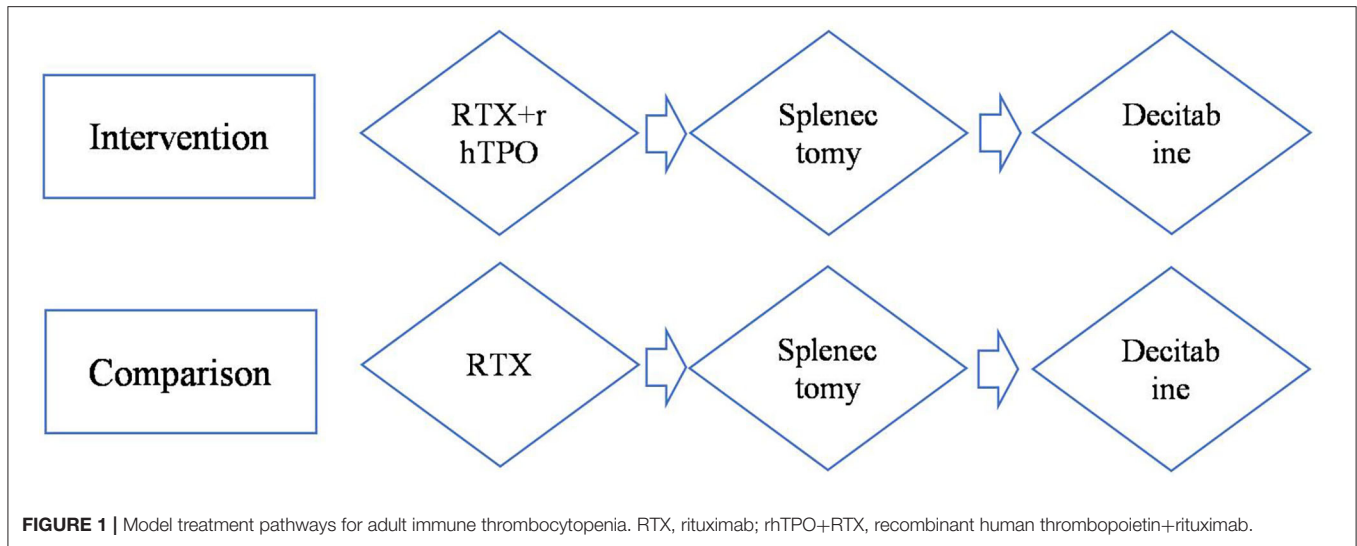 Intervention
RTX+r
hTPO
Splenec
tomy
Decitab
ine
Comparison
RTX
Splenec
tomy
Decitab
ine
FIGURE 1 | Model treatment pathways for adult immune thrombocytopenia. RTX, rituximab; rhTPO+RTX, recombinant human thrombopoietin+rituximab.